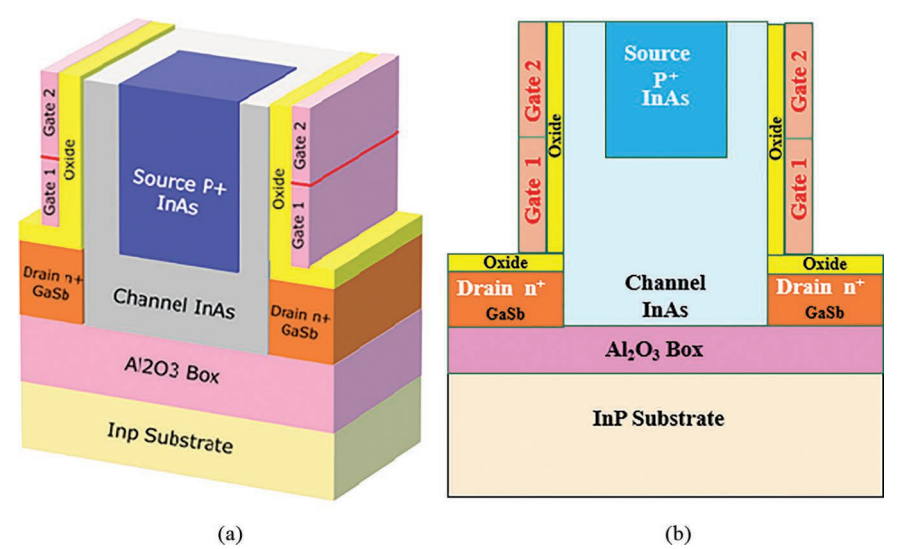 Gate 2
Gate 1
Oxide
Source P+
InAs
Oxide
Gate 2
Gate 1
Drain n+
GaSb
Channel InAs
Drain n+
GaSb
Al2O3 Box
Inp Substrate
(a)
Gate 2
Gate 1
Oxide
Source
P⁺
InAs
Oxide
Gate 2
Gate 1
Oxide
Drain n⁺
GaSb
Channel
InAs
Oxide
Drain n⁺
GaSb
Al₂O₃ Box
InP Substrate
(b)